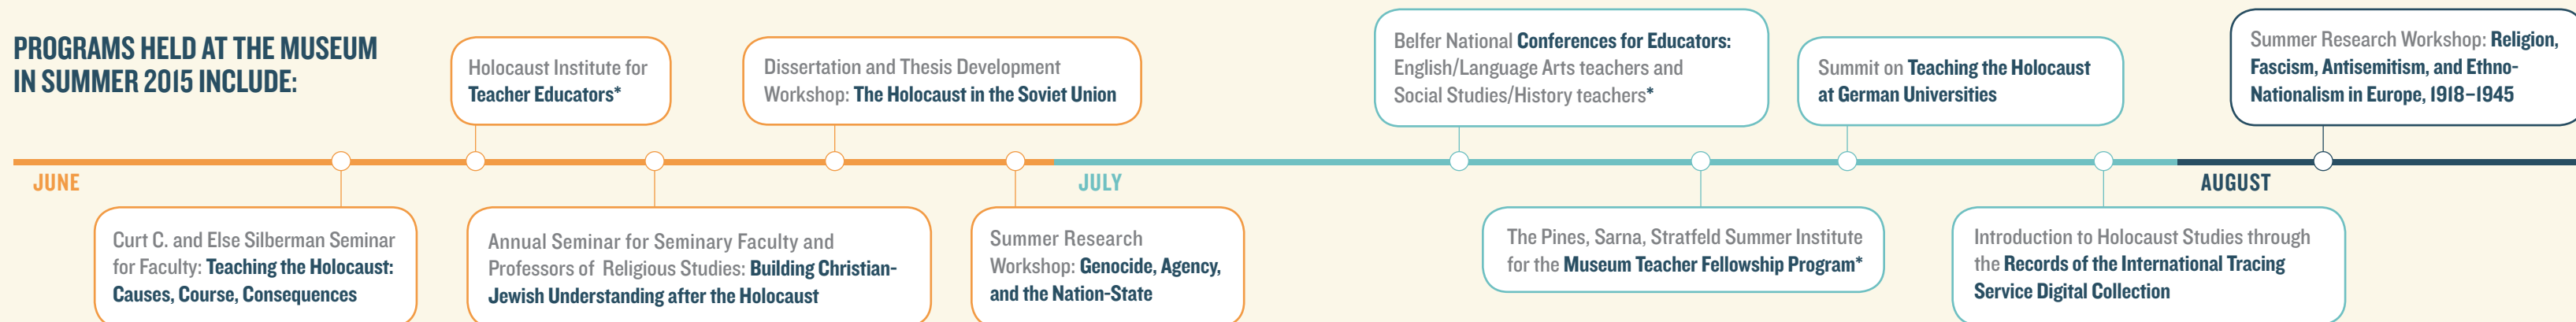 PROGRAMS HELD AT THE MUSEUM
IN SUMMER 2015 INCLUDE:
JUNE
Curt C. and Else Silberman Seminar
for Faculty: Teaching the Holocaust:
Causes, Course, Consequences
Holocaust Institute for
Teacher Educators*
Annual Seminar for Seminary Faculty and
Professors of Religious Studies: Building Christian-
Jewish Understanding after the Holocaust
Dissertation and Thesis Development
Workshop: The Holocaust in the Soviet Union
Summer Research
Workshop: Genocide, Agency,
and the Nation-State
JULY
Belfer National Conferences for Educators:
English/Language Arts teachers and
Social Studies/History teachers*
The Pines, Sarna, Stratfeld Summer Institute
for the Museum Teacher Fellowship Program*
Summit on Teaching the Holocaust
at German Universities
Introduction to Holocaust Studies through
the Records of the International Tracing
Service Digital Collection
AUGUST
Summer Research Workshop: Religion,
Fascism, Antisemitism, and Ethno-
Nationalism in Europe, 1918–1945